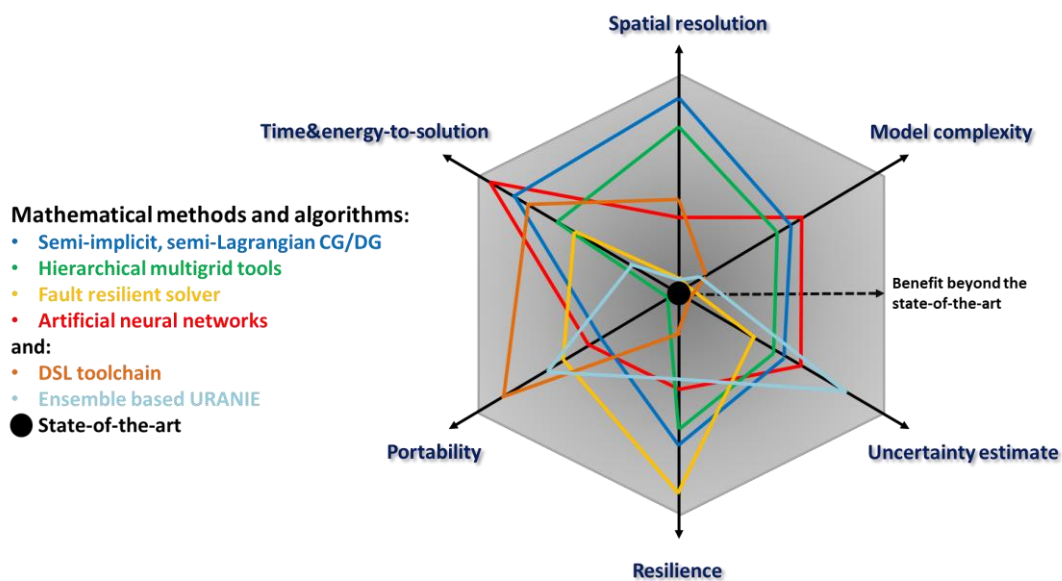 Spatial resolution
Time&energy-to-solution
Model complexity
Mathematical methods and algorithms:
• Semi-implicit, semi-Lagrangian CG/DG
• Hierarchical multigrid tools
• Fault resilient solver
• Artificial neural networks
and:
• DSL toolchain
• Ensemble based URANIE
State-of-the-art
Benefit beyond the
state-of-the-art
Portability
Uncertainty estimate
Resilience